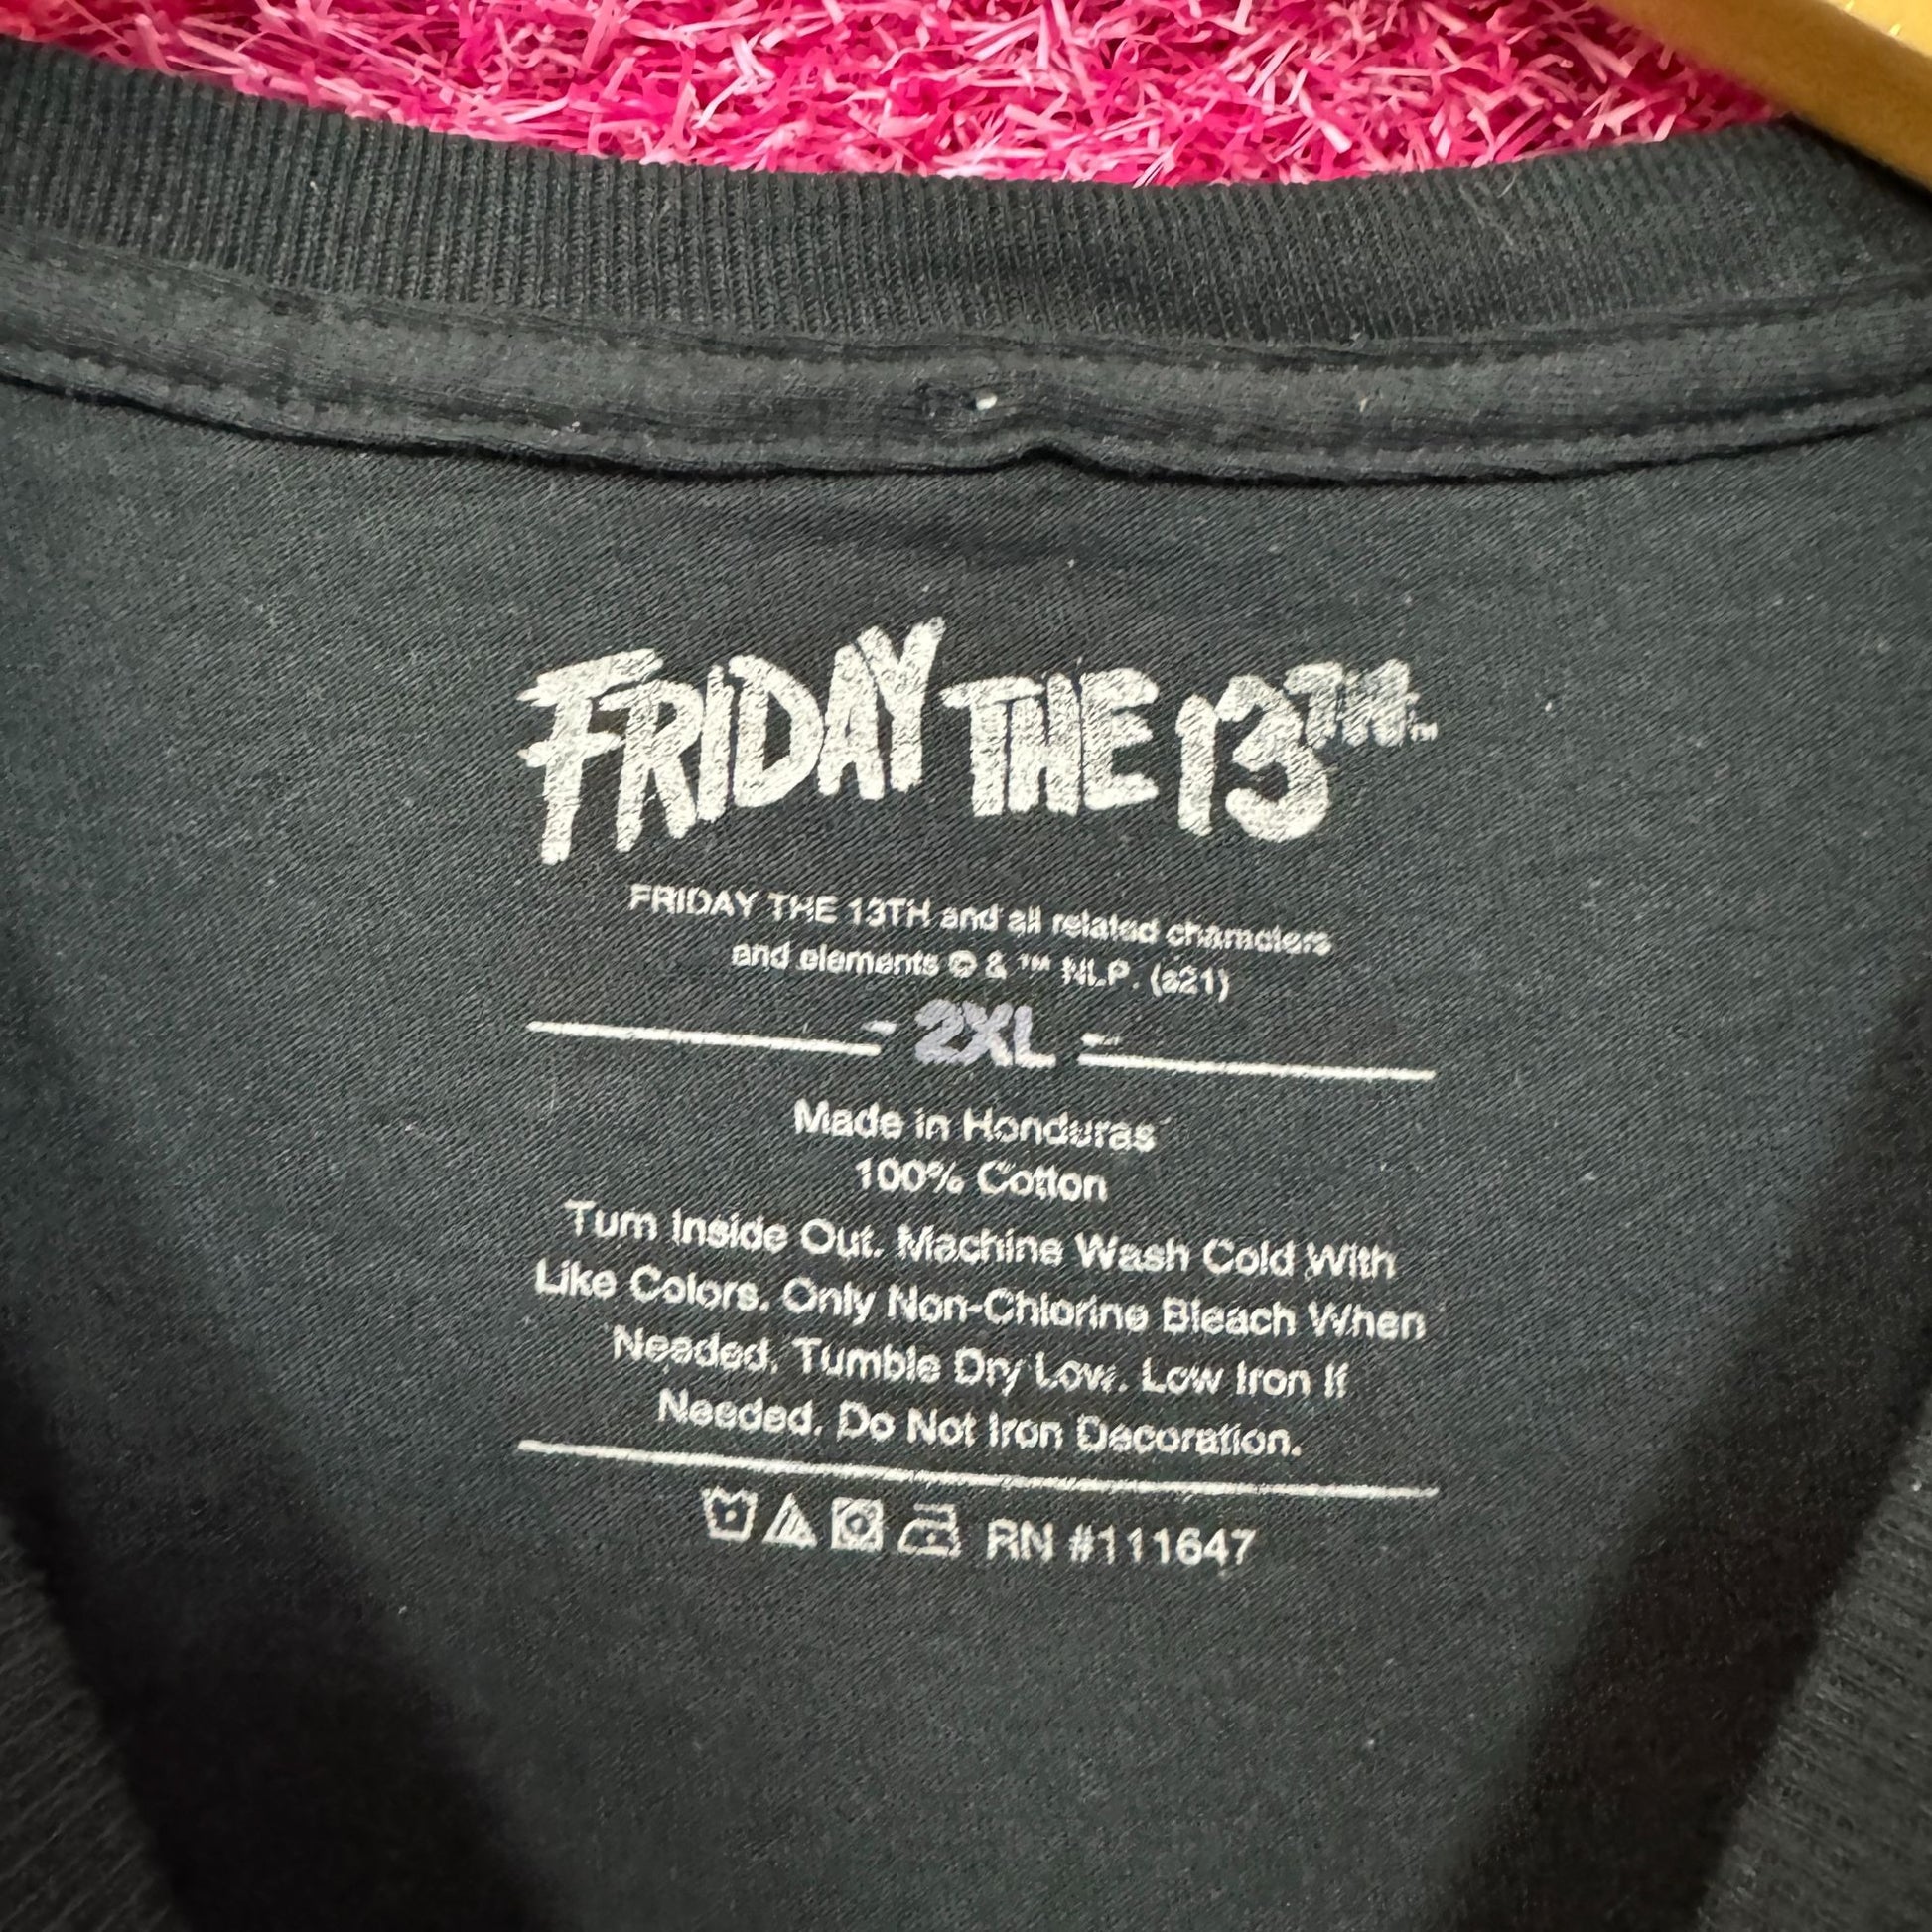 FRIDAY THE 13TH™
FRIDAY THE 13TH and all related characters
and elements © & ™ NLP. (s21)
2XL
Made in Honduras
100% Cotton
Turn Inside Out. Machine Wash Cold With
Like Colors. Only Non-Chlorine Bleach When
Needed. Tumble Dry Low. Low Iron If
Needed. Do Not Iron Decoration.
RN #111647